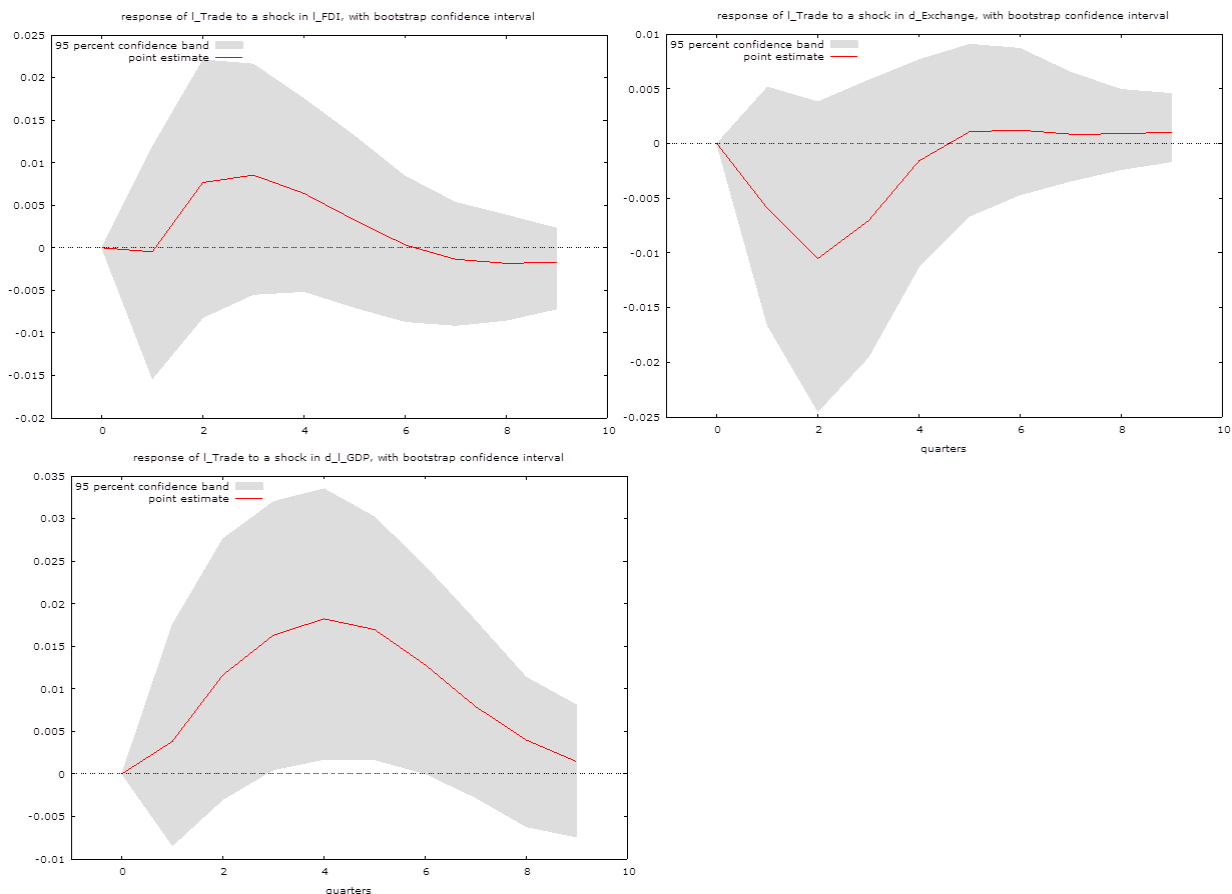 response of l_Trade to a shock in l_FDI, with bootstrap confidence interval
0.025
0.02
0.015
0.01
0.005
0
-0.005
-0.01
-0.015
-0.02
0 2 4 6 8 10
95 percent confidence band
point estimate
response of l_Trade to a shock in d_Exchange, with bootstrap confidence interval
0.01
0.005
0
-0.005
-0.01
-0.015
-0.02
-0.025
0 2 4 6 8 10
quarters
95 percent confidence band
point estimate
response of l_Trade to a shock in d_l_GDP, with bootstrap confidence interval
0.035
0.03
0.025
0.02
0.015
0.01
0.005
0
-0.005
-0.01
0 2 4 6 8 10
quarters
95 percent confidence band
point estimate